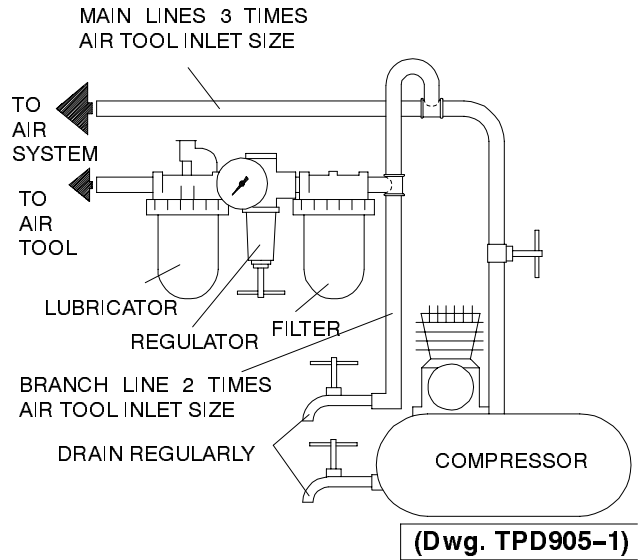 MAIN LINES 3 TIMES
AIR TOOL INLET SIZE
TO
AIR
SYSTEM
TO
AIR
TOOL
LUBRICATOR
REGULATOR
FILTER
BRANCH LINE 2 TIMES
AIR TOOL INLET SIZE
DRAIN REGULARLY
COMPRESSOR
(Dwg. TPD905–1)